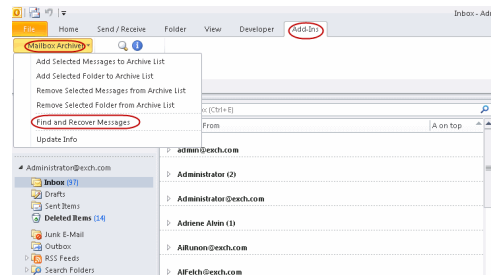 Inbox - Adr
File Home Send / Receive Folder View Developer Add-Ins
Mailbox Archiver
Add Selected Messages to Archive List
Add Selected Folder to Archive List
Remove Selected Messages from Archive List
Remove Selected Folder from Archive List
Find and Recover Messages
Update Info
(Ctrl+E)
From A on top
admin@exch.com
Administrator (2)
Administrator@exch.com
Adriene Alvin (1)
AiRunon@exch.com
AlFelch@exch.com
Administrator@exch.com
Inbox (97)
Drafts
Sent Items
Deleted Items (14)
Junk E-Mail
Outbox
RSS Feeds
Search Folders